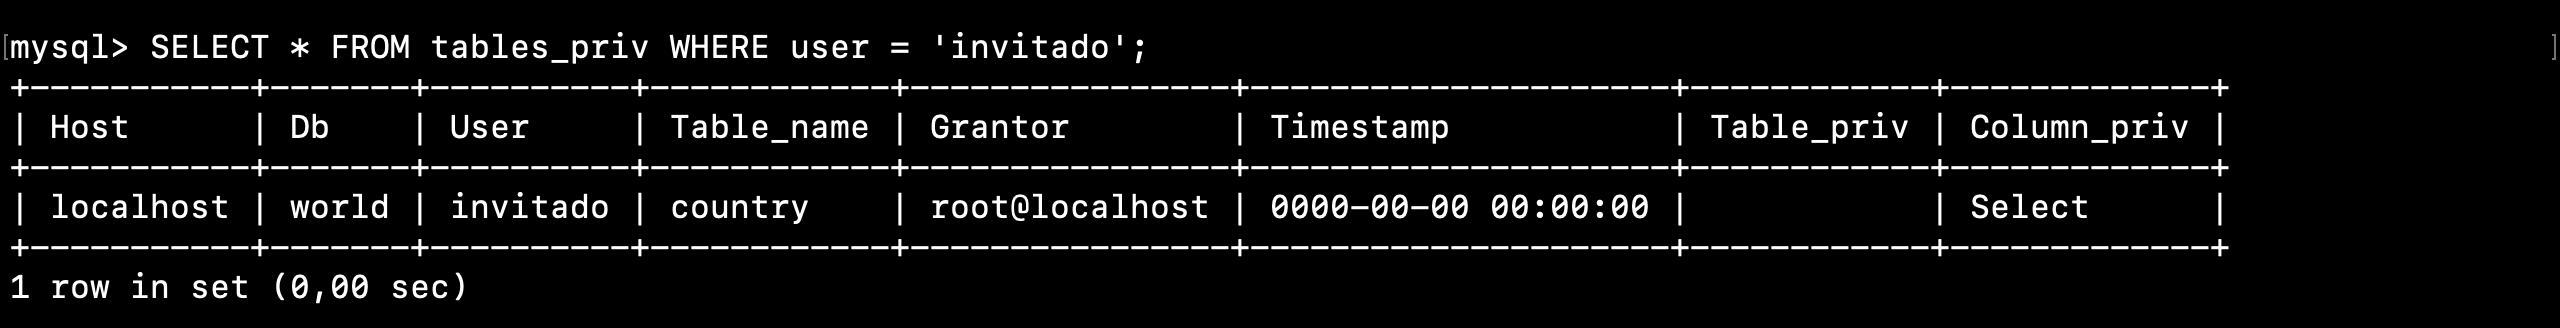 mysql> SELECT * FROM tables_priv WHERE user = 'invitado';
+-----------+-------+----------+------------+----------------+---------------------+------------+-------------+
| Host      | Db    | User     | Table_name | Grantor        | Timestamp           | Table_priv | Column_priv |
+-----------+-------+----------+------------+----------------+---------------------+------------+-------------+
| localhost | world | invitado | country    | root@localhost | 0000-00-00 00:00:00 |            | Select      |
+-----------+-------+----------+------------+----------------+---------------------+------------+-------------+
1 row in set (0,00 sec)